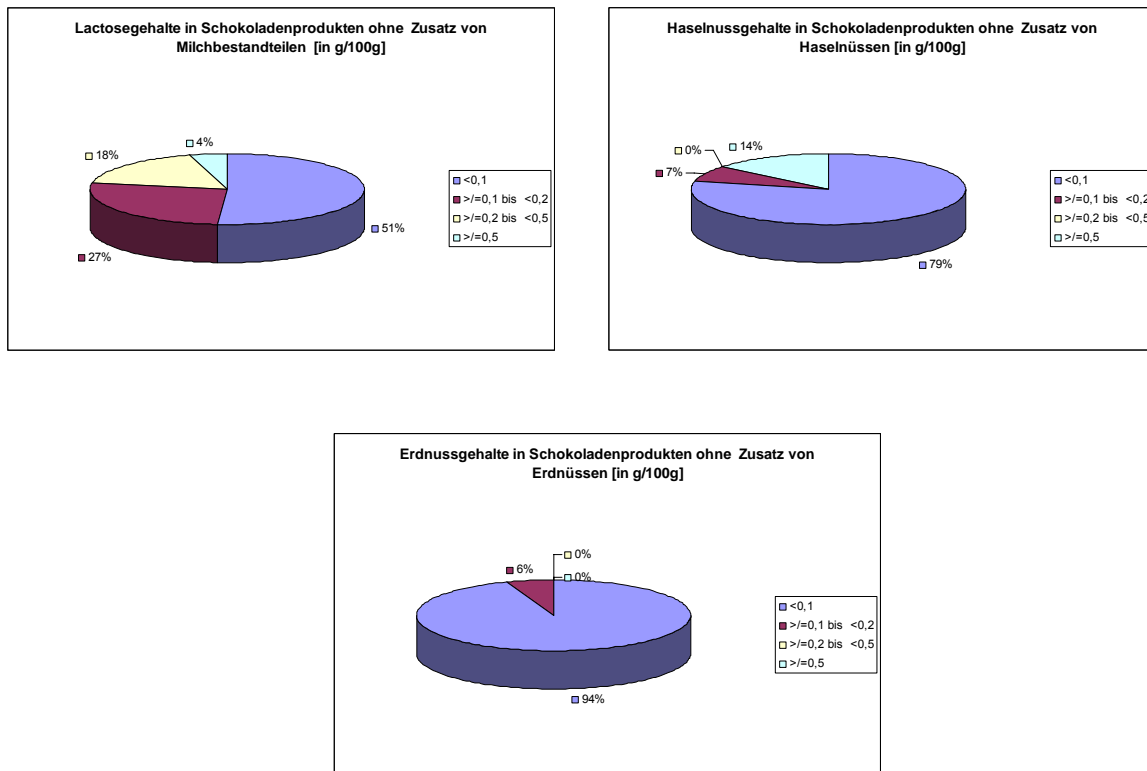 Lactosegehalte in Schokoladenprodukten ohne Zusatz von
Milchbestandteilen [in g/100g]
4%
18%
51%
27%
<0,1
>/=0,1 bis <0,2
>/=0,2 bis <0,5
>/=0,5
Haselnussgehalte in Schokoladenprodukten ohne Zusatz von
Haselnüssen [in g/100g]
0%
14%
7%
79%
<0,1
>/=0,1 bis <0,2
>/=0,2 bis <0,5
>/=0,5
Erdnussgehalte in Schokoladenprodukten ohne Zusatz von
Erdnüssen [in g/100g]
0%
6%
0%
94%
<0,1
>/=0,1 bis <0,2
>/=0,2 bis <0,5
>/=0,5